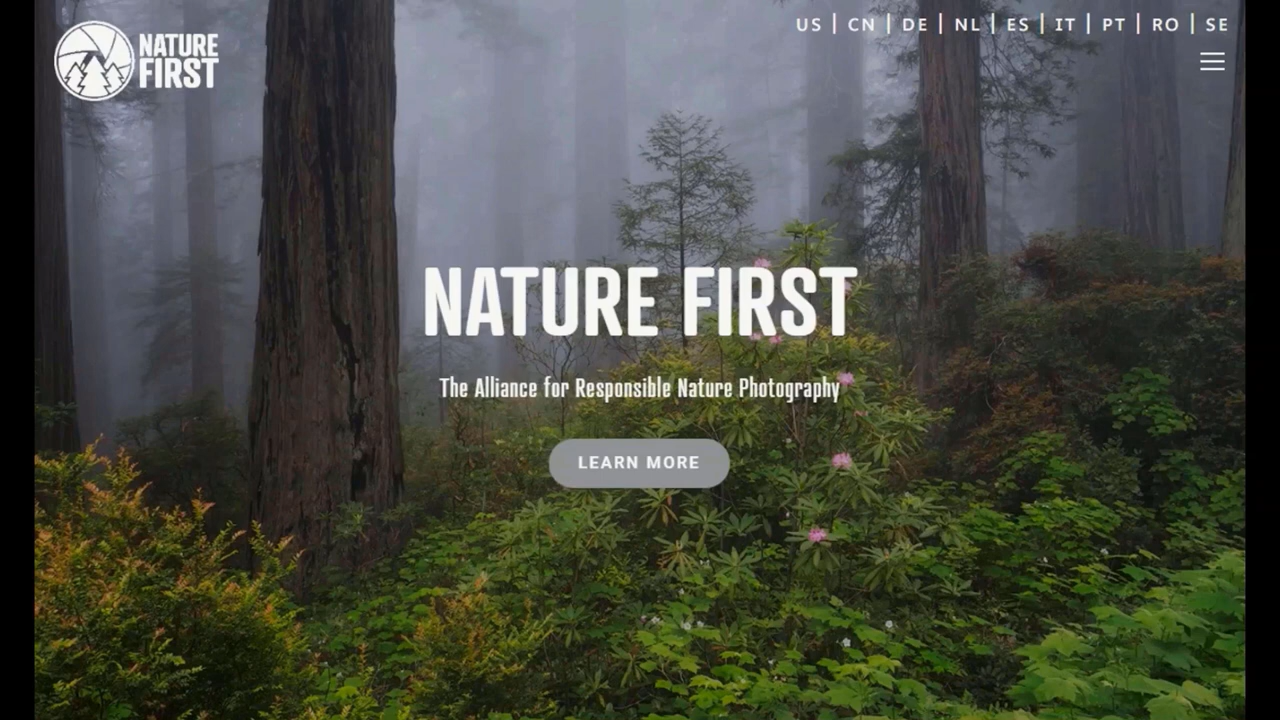 US | CN | DE | NL | ES | IT | PT | RO | SE
NATURE
FIRST
NATURE FIRST
The Alliance for Responsible Nature Photography
LEARN MORE